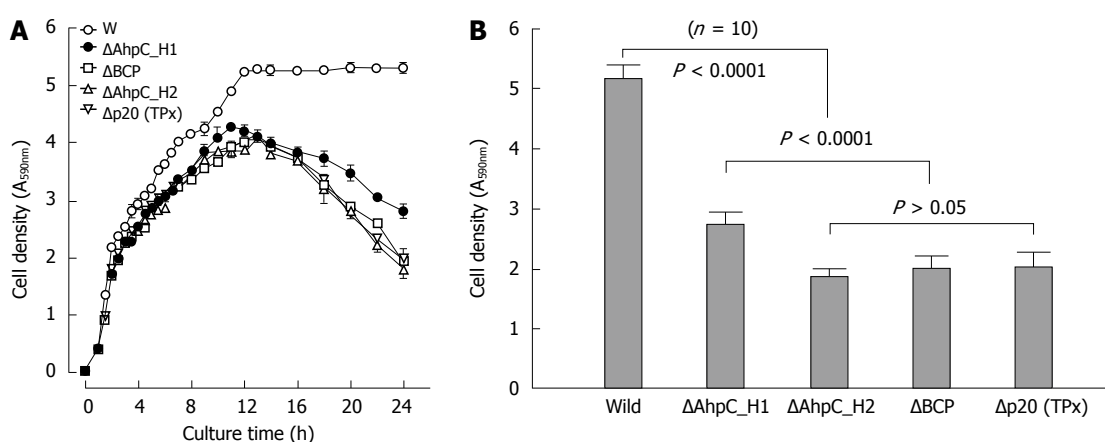 A
W
ΔAhpC_H1
ΔBCP
ΔAhpC_H2
Δp20 (TPx)
6
5
4
3
2
1
0
Cell density (A590nm)
0 4 8 12 16 20 24
Culture time (h)
B
(n = 10)
P < 0.0001
P < 0.0001
P > 0.05
6
5
4
3
2
1
0
Cell density (A590nm)
Wild ΔAhpC_H1 ΔAhpC_H2 ΔBCP Δp20 (TPx)